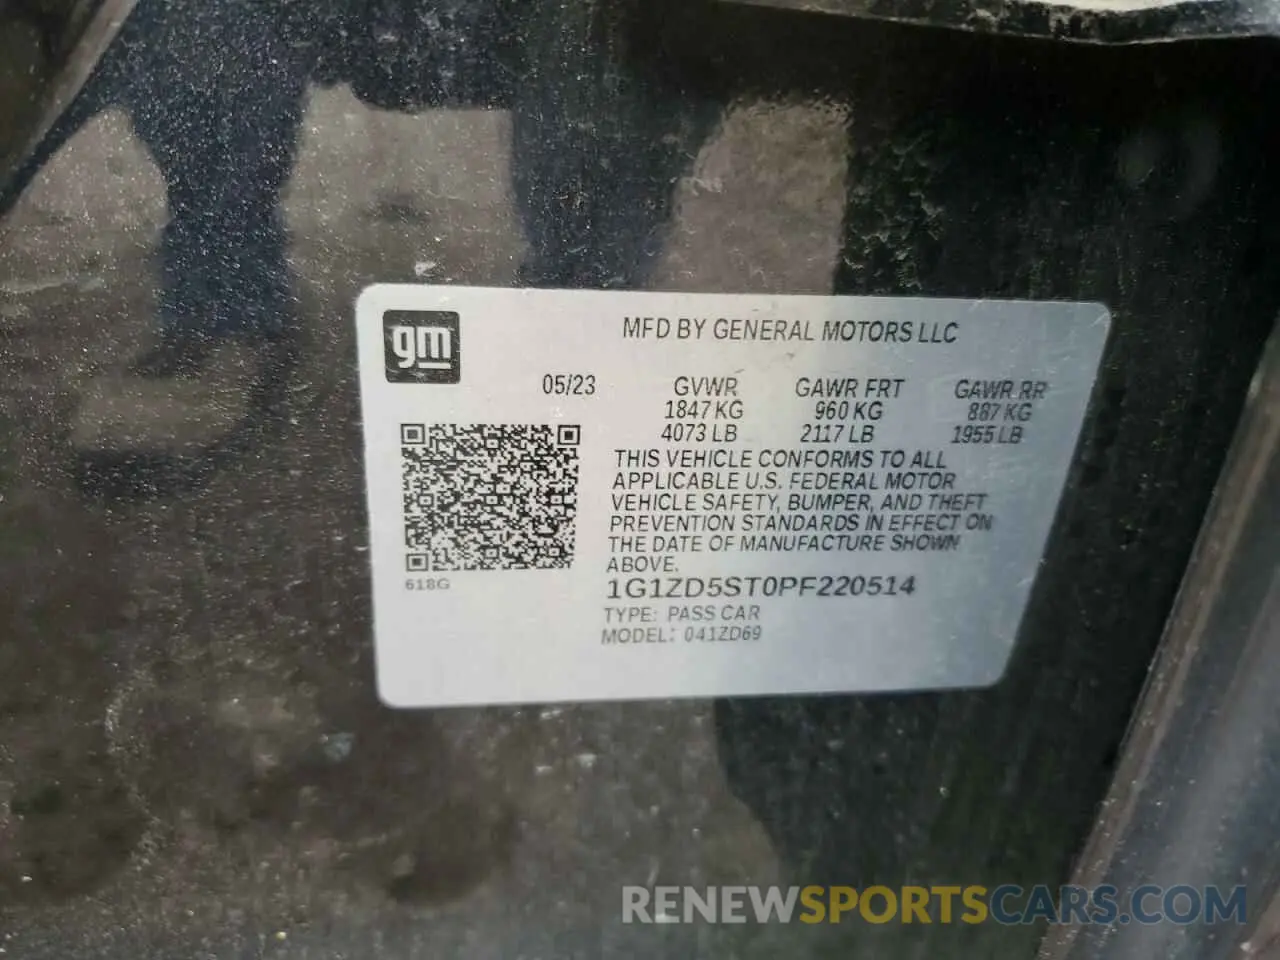 gm
MFD BY GENERAL MOTORS LLC
05/23 GVWR GAWR FRT GAWR RR
1847 KG 960 KG 887 KG
4073 LB 2117 LB 1955 LB
THIS VEHICLE CONFORMS TO ALL
APPLICABLE U.S. FEDERAL MOTOR
VEHICLE SAFETY, BUMPER, AND THEFT
PREVENTION STANDARDS IN EFFECT ON
THE DATE OF MANUFACTURE SHOWN
ABOVE.
618G
1G1ZD5ST0PF220514
TYPE: PASS CAR
MODEL: 041ZD69
RENEWSPORTSCARS.COM